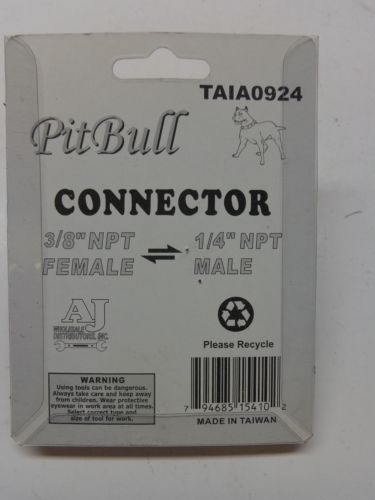 TAIA0924
PitBull
CONNECTOR
3/8" NPT 1/4" NPT
FEMALE MALE
AJ
WHOLESALE
DISTRIBUTORS, INC.
Please Recycle
WARNING
Using tools can be dangerous.
Always take care and keep away
from children. Wear protective
eyewear in work area at all times.
Select correct type and
size of tool for work.
7 94685 15410 2
MADE IN TAIWAN